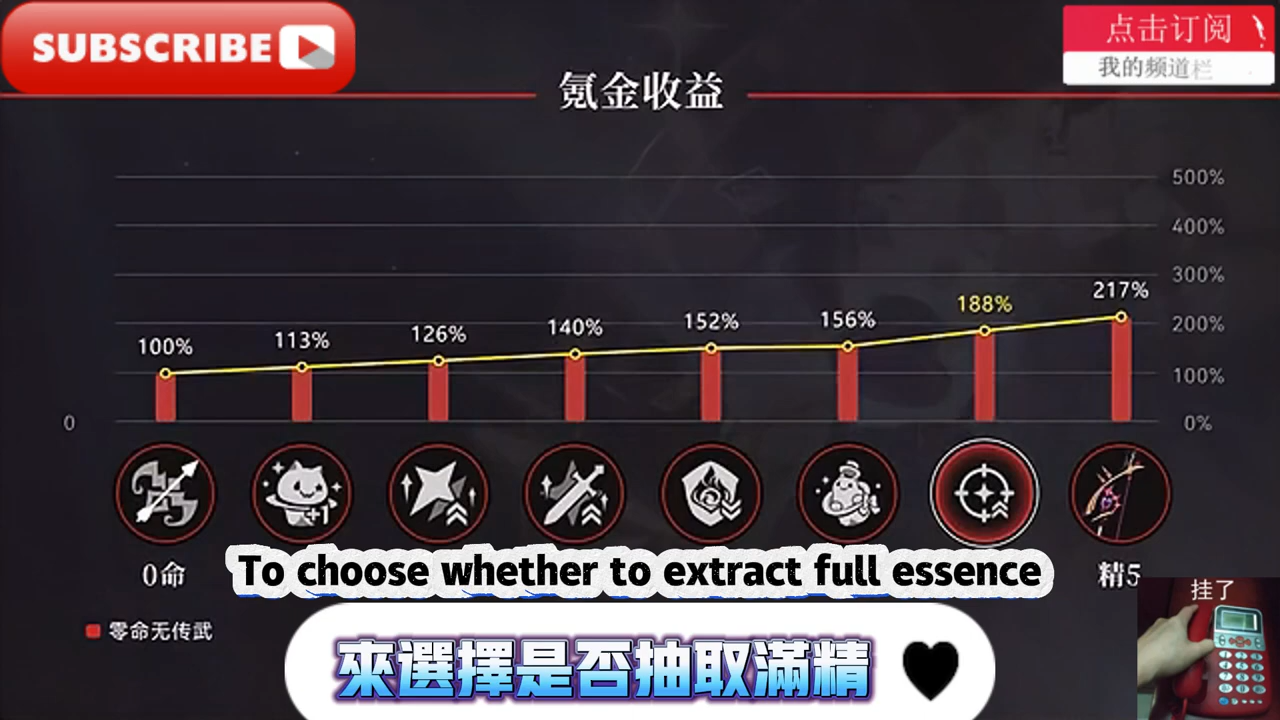 SUBSCRIBE
点击订阅
我的频道栏
氪金收益
500%
400%
300%
200%
100%
0%
0
100%
113%
126%
140%
152%
156%
188%
217%
+1
0命
精5
To choose whether to extract full essence
零命无传武
來選擇是否抽取滿精
挂了